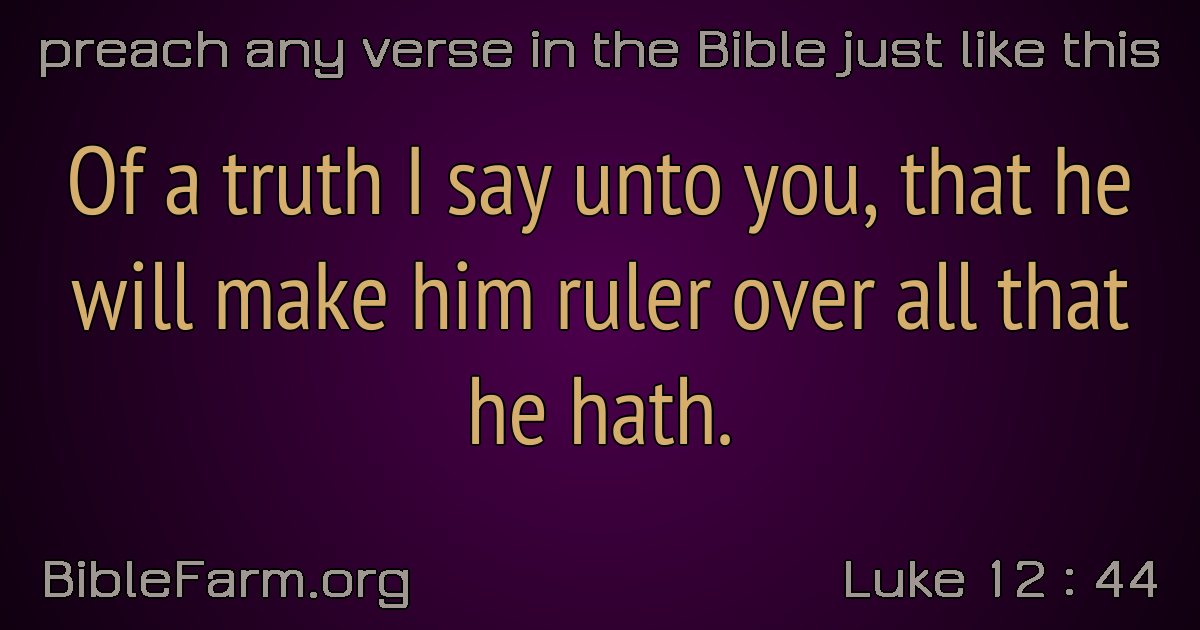 preach any verse in the Bible just like this
Of a truth I say unto you, that he
will make him ruler over all that
he hath.
BibleFarm.org
Luke 12 : 44